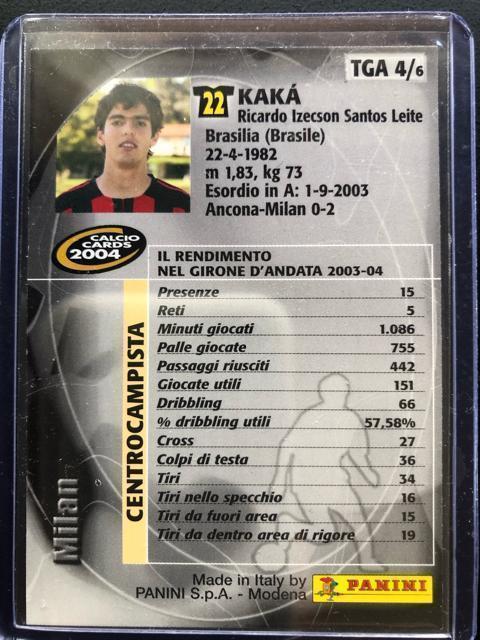 TGA 4/6
22 KAKÁ
Ricardo Izecson Santos Leite
Brasilia (Brasile)
22-4-1982
m 1,83, kg 73
Esordio in A: 1-9-2003
Ancona-Milan 0-2
CALCIO
CARDS
2004
IL RENDIMENTO
NEL GIRONE D'ANDATA 2003-04
Presenze 15
Reti 5
Minuti giocati 1.086
Palle giocate 755
Passaggi riusciti 442
Giocate utili 151
Dribbling 66
% dribbling utili 57,58%
Cross 27
Colpi di testa 36
Tiri 34
Tiri nello specchio 16
Tiri da fuori area 15
Tiri da dentro area di rigore 19
CENTROCAMPISTA
Milan
Made in Italy by
PANINI S.p.A. - Modena
PANINI